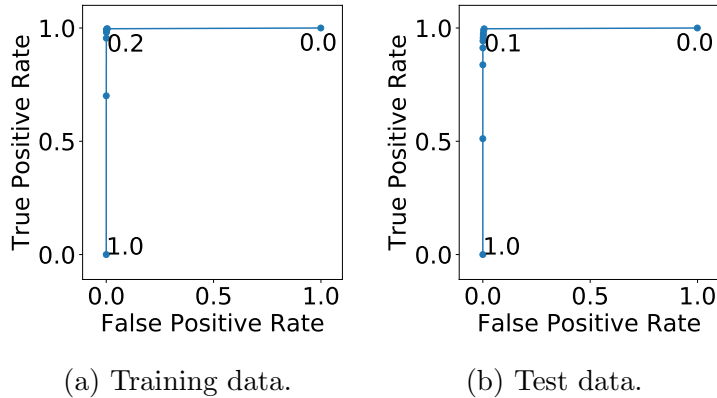 1.0
0.5
0.0
True Positive Rate
0.2
0.0
1.0
0.0 0.5 1.0
False Positive Rate
(a) Training data.
1.0
0.5
0.0
True Positive Rate
0.1
0.0
1.0
0.0 0.5 1.0
False Positive Rate
(b) Test data.